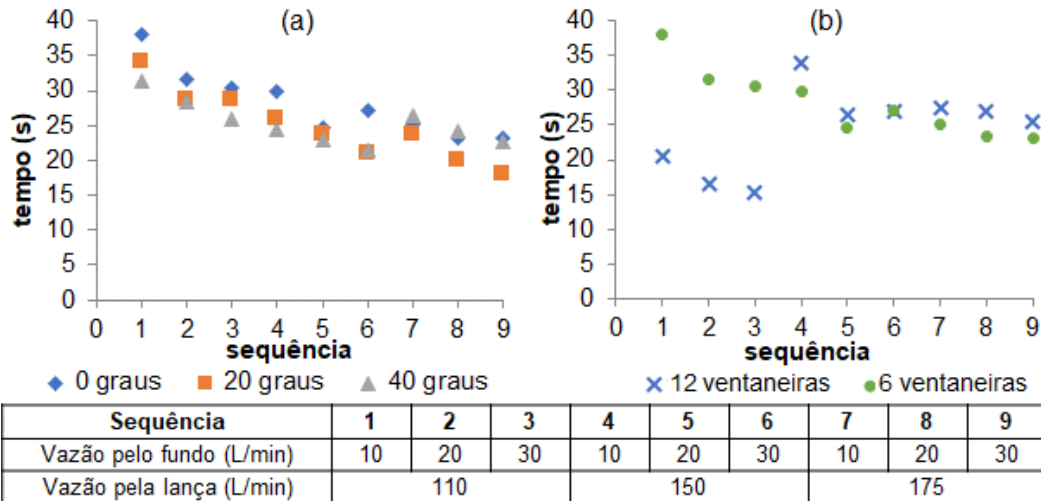 (a)
40
35
30
25
20
15
10
5
0
tempo (s)
0 1 2 3 4 5 6 7 8 9
sequência
0 graus 20 graus 40 graus
(b)
40
35
30
25
20
15
10
5
0
tempo (s)
0 1 2 3 4 5 6 7 8 9
sequência
12 ventaneiras 6 ventaneiras
Sequência 1 2 3 4 5 6 7 8 9
Vazão pelo fundo (L/min) 10 20 30 10 20 30 10 20 30
Vazão pela lança (L/min) 110 150 175